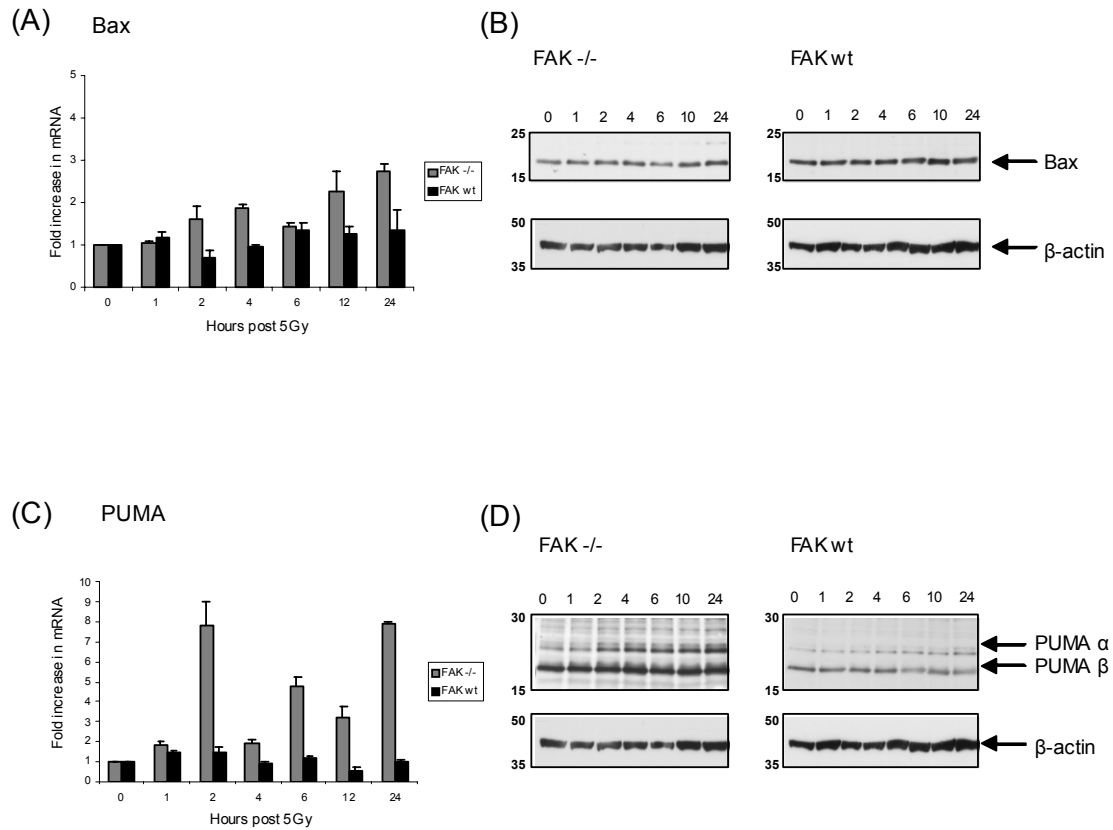 (A) Bax
Fold increase in mRNA
5
4
3
2
1
0
0 1 2 4 6 12 24
Hours post 5Gy
FAK -/-
FAK wt
(B)
FAK -/-
FAK wt
0 1 2 4 6 10 24
0 1 2 4 6 10 24
25
15
25
15
Bax
50
35
50
35
β-actin
(C) PUMA
Fold increase in mRNA
10
9
8
7
6
5
4
3
2
1
0
0 1 2 4 6 12 24
Hours post 5Gy
FAK -/-
FAK wt
(D)
FAK -/-
FAK wt
0 1 2 4 6 10 24
0 1 2 4 6 10 24
30
15
30
15
PUMA α
PUMA β
50
35
50
35
β-actin